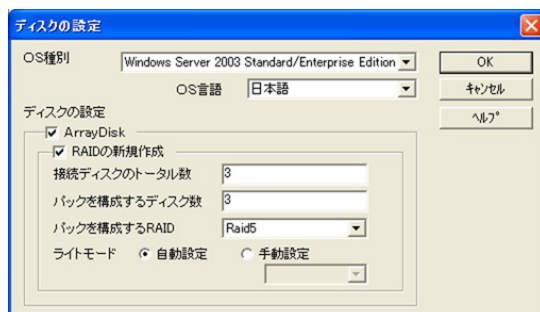 ディスクの設定
OS種別 Windows Server 2003 Standard/Enterprise Edition OK
OS言語 日本語 キャンセル
ディスクの設定 ヘルプ
ArrayDisk
RAIDの新規作成
接続ディスクのトータル数 3
パックを構成するディスク数 3
パックを構成するRAID Raid5
ライトモード 自動設定 手動設定